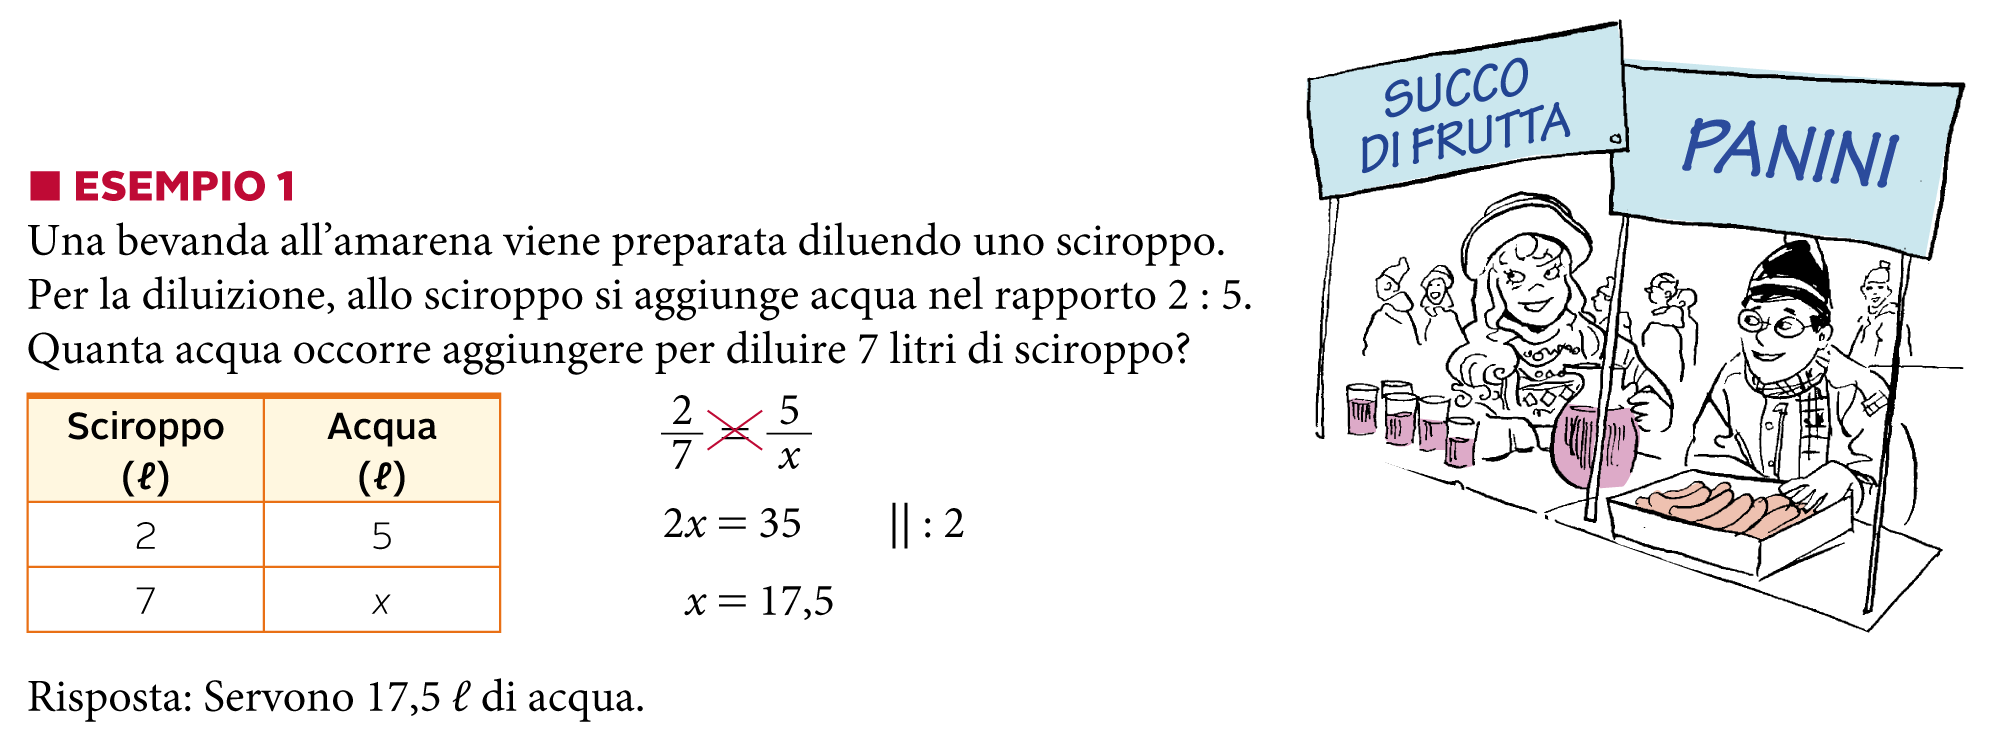 SUCCO
DI FRUTTA
PANINI
■ ESEMPIO 1
Una bevanda all’amarena viene preparata diluendo uno sciroppo.
Per la diluizione, allo sciroppo si aggiunge acqua nel rapporto 2 : 5.
Quanta acqua occorre aggiungere per diluire 7 litri di sciroppo?
Sciroppo Acqua
(ℓ) (ℓ)
2 5
7 x
2/7 = 5/x
2x = 35 || : 2
x = 17,5
Risposta: Servono 17,5 ℓ di acqua.